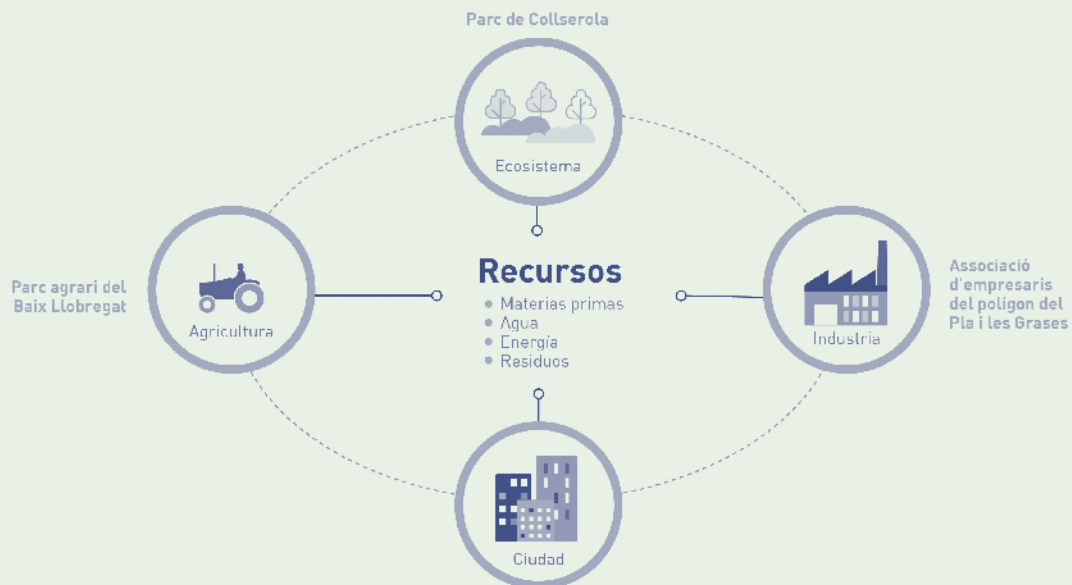 Parc de Collserola
Ecosistema
Parc agrari del
Baix Llobregat
Agricultura
Recursos
• Materias primas
• Agua
• Energía
• Residuos
Industria
Associació
d'empresaris
del polígon del
Pla i les Grases
Ciudad